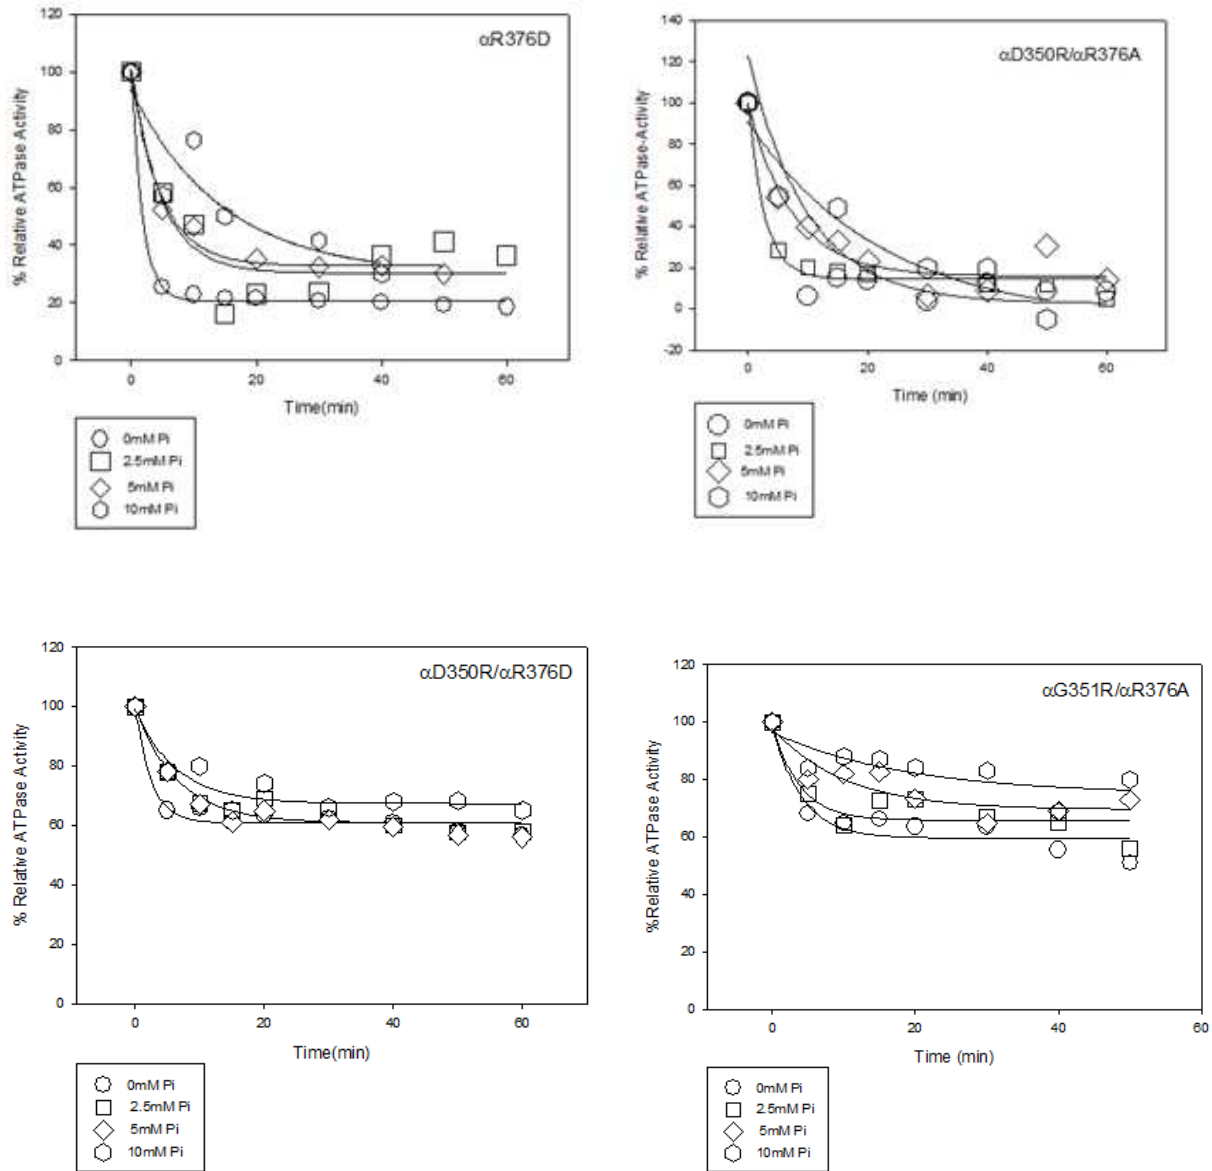 αR376D
120
100
80
60
40
20
0
% Relative ATPase Activity
0 20 40 60
Time(min)
0mM Pi
2.5mM Pi
5mM Pi
10mM Pi
αD350R/αR376A
140
120
100
80
60
40
20
0
-20
% Relative ATPase-Activity
0 20 40 60
Time (min)
0mM Pi
2.5mM Pi
5mM Pi
10mM Pi
αD350R/αR376D
120
100
80
60
40
20
0
% Relative ATPase Activity
0 20 40 60
Time(min)
0mM Pi
2.5mM Pi
5mM Pi
10mM Pi
αG351R/αR376A
120
100
80
60
40
20
0
%Relative ATPase Activity
0 20 40 60
Time (min)
0mM Pi
2.5mM Pi
5mM Pi
10mM Pi